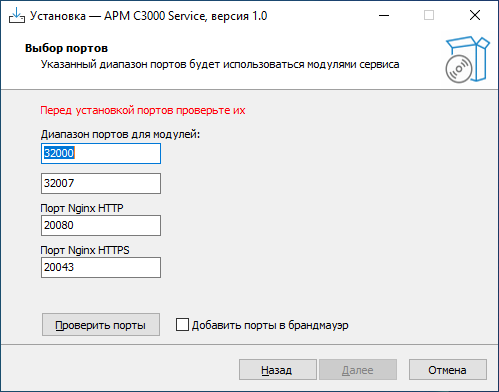 Установка — АРМ С3000 Service, версия 1.0
Выбор портов
Указанный диапазон портов будет использоваться модулями сервиса
Перед установкой портов проверьте их
Диапазон портов для модулей:
32000
32007
Порт Nginx HTTP
20080
Порт Nginx HTTPS
20043
Проверить порты
Добавить порты в брандмауэр
Назад
Далее
Отмена